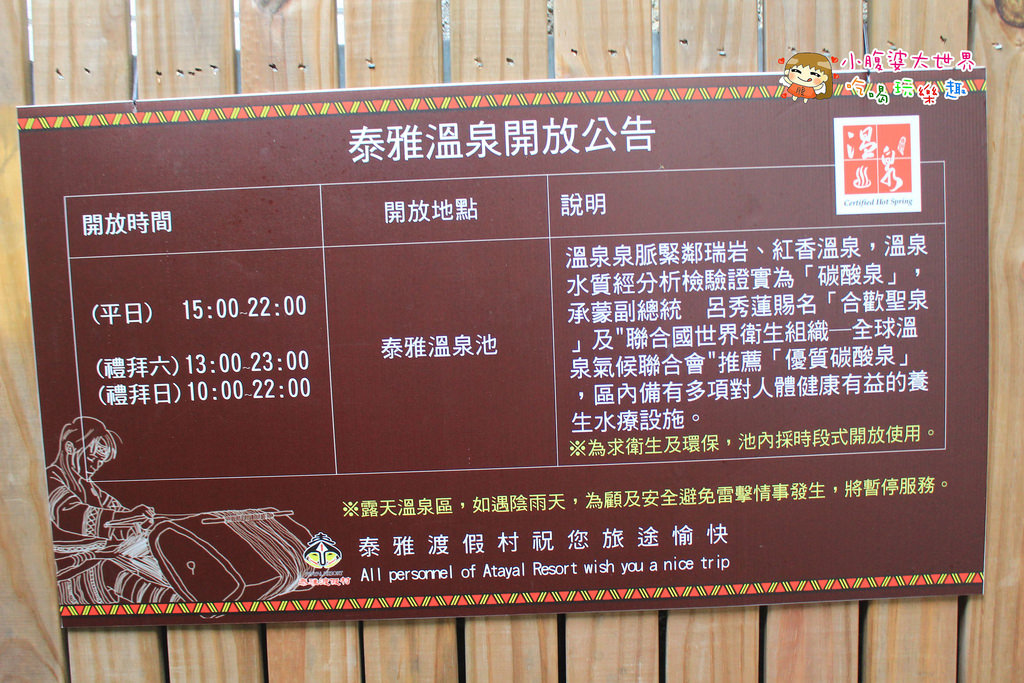 小腹婆大世界
吃喝玩樂趣
泰雅溫泉開放公告
溫泉
Certified Hot Spring
開放時間
開放地點
說明
(平日) 15:00~22:00
(禮拜六)13:00~23:00
(禮拜日)10:00~22:00
泰雅溫泉池
溫泉泉脈緊鄰瑞岩、紅香溫泉，溫泉
水質經分析檢驗證實為「碳酸泉」，
承蒙副總統 呂秀蓮賜名「合歡聖泉
」及"聯合國世界衛生組織—全球溫
泉氣候聯合會"推薦「優質碳酸泉」
，區內備有多項對人體健康有益的養
生水療設施。
※為求衛生及環保，池內採時段式開放使用。
※露天溫泉區，如遇陰雨天，為顧及安全避免雷擊情事發生，將暫停服務。
泰雅渡假村祝您旅途愉快
All personnel of Atayal Resort wish you a nice trip
泰雅渡假村